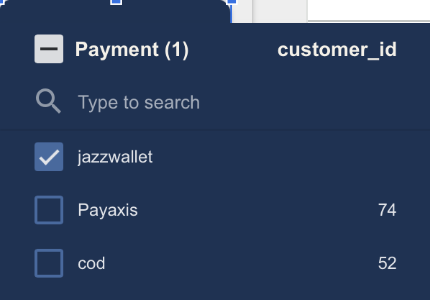 Payment (1) customer_id
Type to search
jazzwallet
Payaxis 74
cod 52